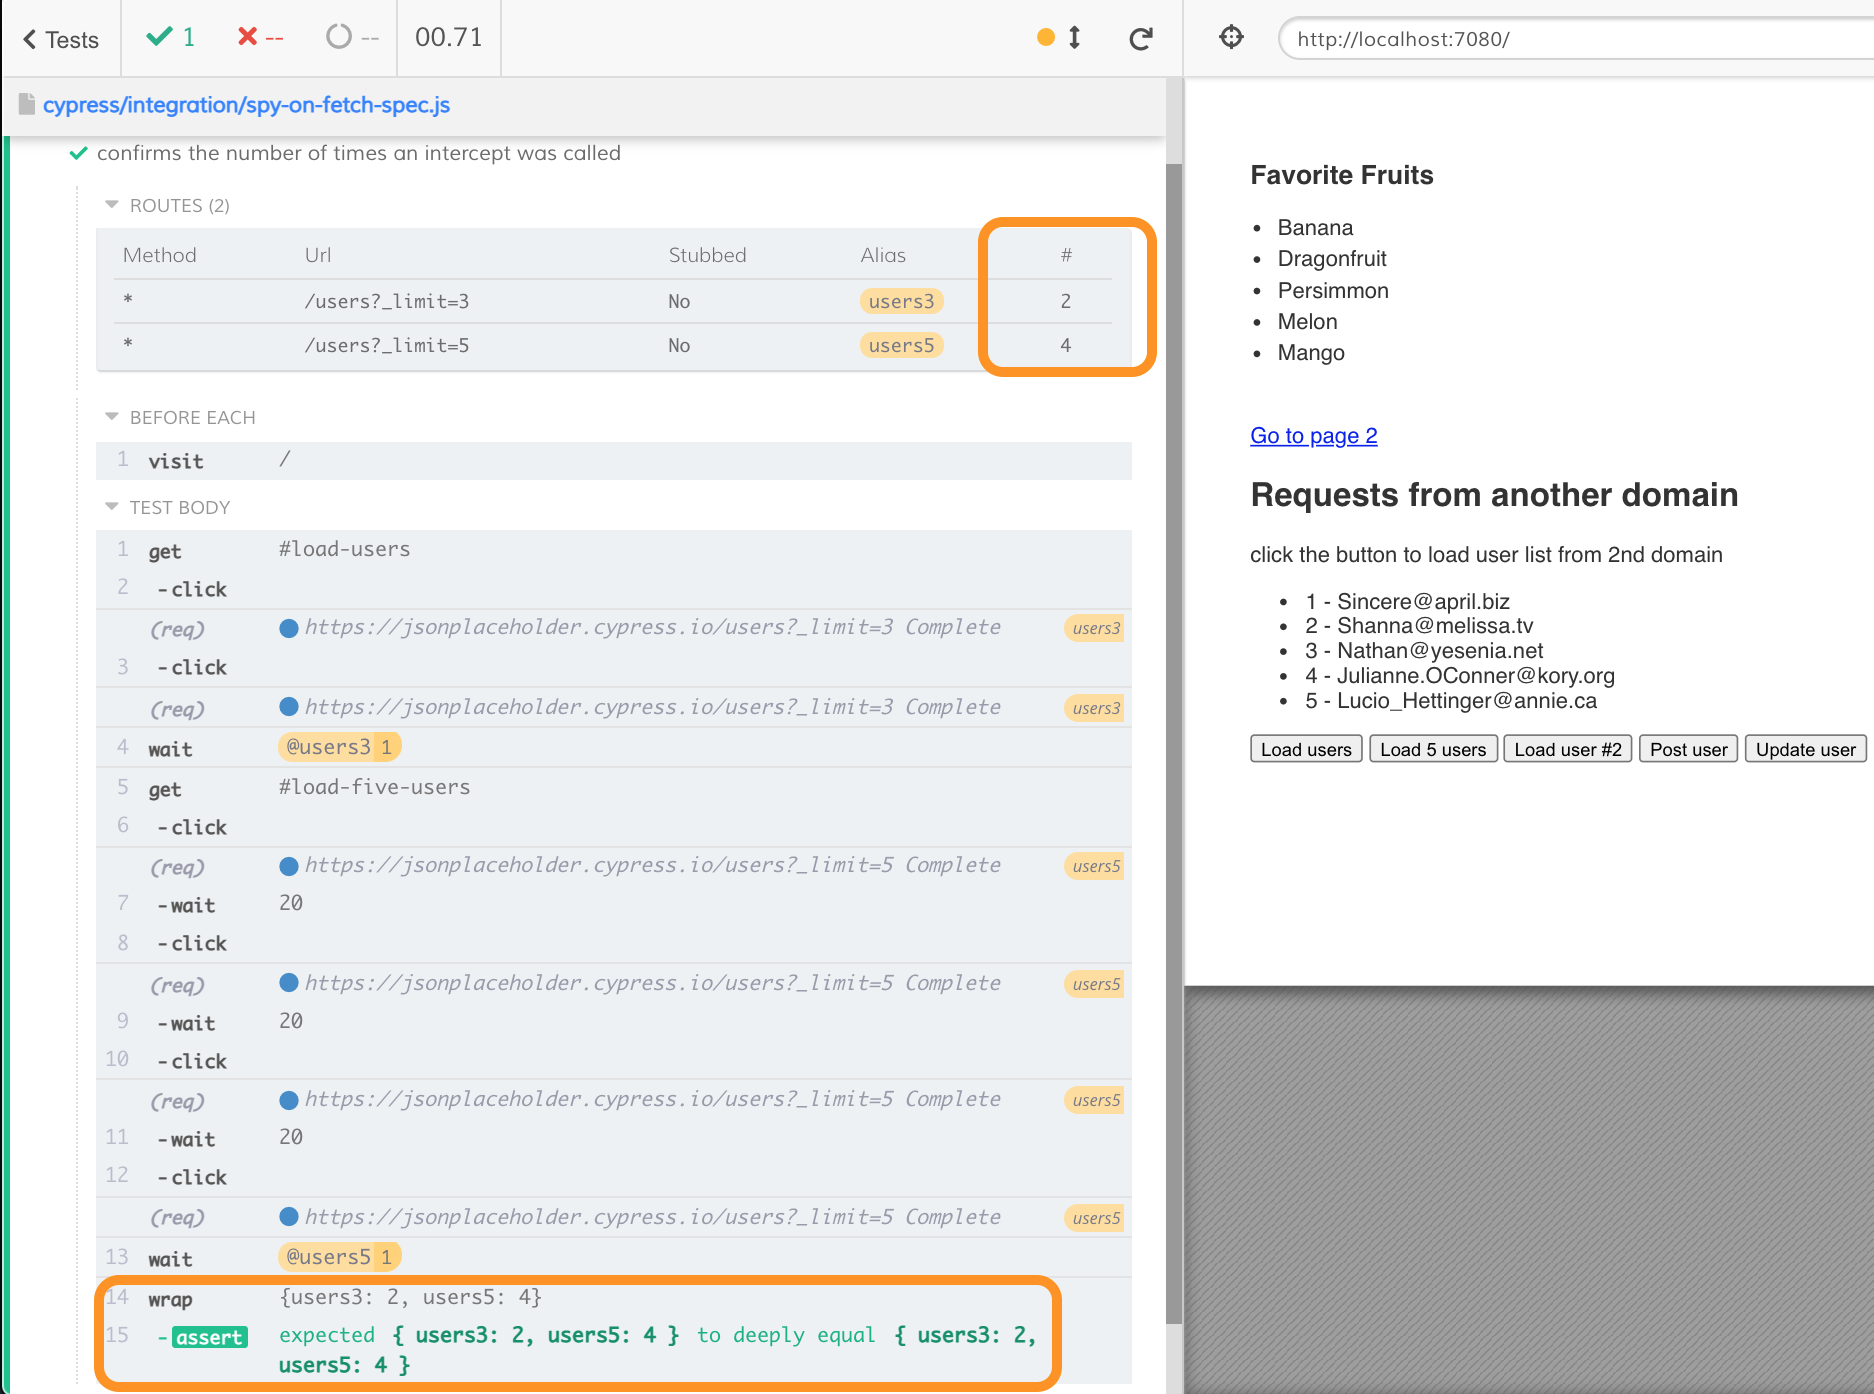 Tests
1
--
--
00.71
cypress/integration/spy-on-fetch-spec.js
confirms the number of times an intercept was called
ROUTES (2)
Method Url Stubbed Alias #
* /users?_limit=3 No users3 2
* /users?_limit=5 No users5 4
BEFORE EACH
1 visit /
TEST BODY
1 get #load-users
2 -click
(req) https://jsonplaceholder.cypress.io/users?_limit=3 Complete users3
3 -click
(req) https://jsonplaceholder.cypress.io/users?_limit=3 Complete users3
4 wait @users3 1
5 get #load-five-users
6 -click
(req) https://jsonplaceholder.cypress.io/users?_limit=5 Complete users5
7 -wait 20
8 -click
(req) https://jsonplaceholder.cypress.io/users?_limit=5 Complete users5
9 -wait 20
10 -click
(req) https://jsonplaceholder.cypress.io/users?_limit=5 Complete users5
11 -wait 20
12 -click
(req) https://jsonplaceholder.cypress.io/users?_limit=5 Complete users5
13 wait @users5 1
14 wrap {users3: 2, users5: 4}
15 -assert expected { users3: 2, users5: 4 } to deeply equal { users3: 2,
users5: 4 }
http://localhost:7080/
Favorite Fruits
• Banana
• Dragonfruit
• Persimmon
• Melon
• Mango
Go to page 2
Requests from another domain
click the button to load user list from 2nd domain
• 1 - Sincere@april.biz
• 2 - Shanna@melissa.tv
• 3 - Nathan@yesenia.net
• 4 - Julianne.OConner@kory.org
• 5 - Lucio_Hettinger@annie.ca
Load users Load 5 users Load user #2 Post user Update user